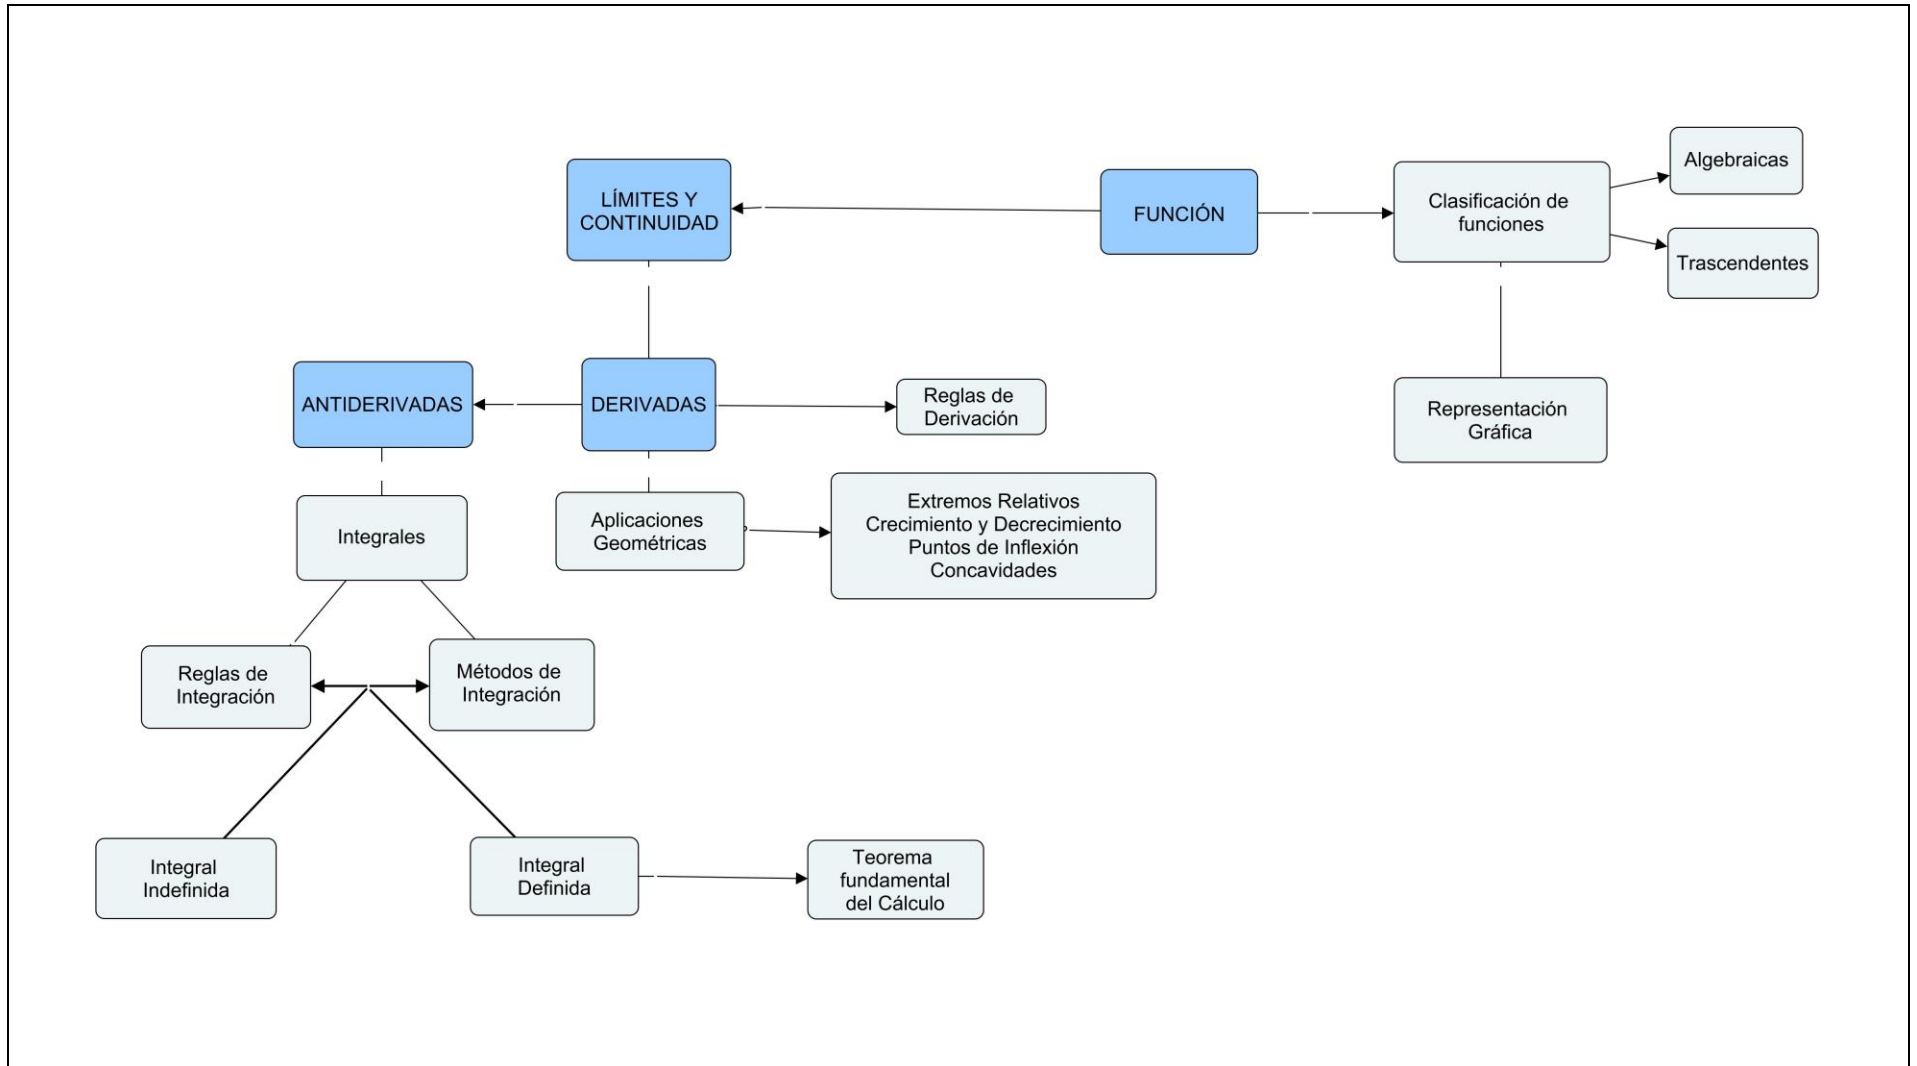 Algebraicas
LÍMITES Y
CONTINUIDAD
FUNCIÓN
Clasificación de
funciones
Trascendentes
ANTIDERIVADAS
DERIVADAS
Reglas de
Derivación
Representación
Gráfica
Integrales
Aplicaciones
Geométricas
Extremos Relativos
Crecimiento y Decrecimiento
Puntos de Inflexión
Concavidades
Reglas de
Integración
Métodos de
Integración
Integral
Indefinida
Integral
Definida
Teorema
fundamental
del Cálculo